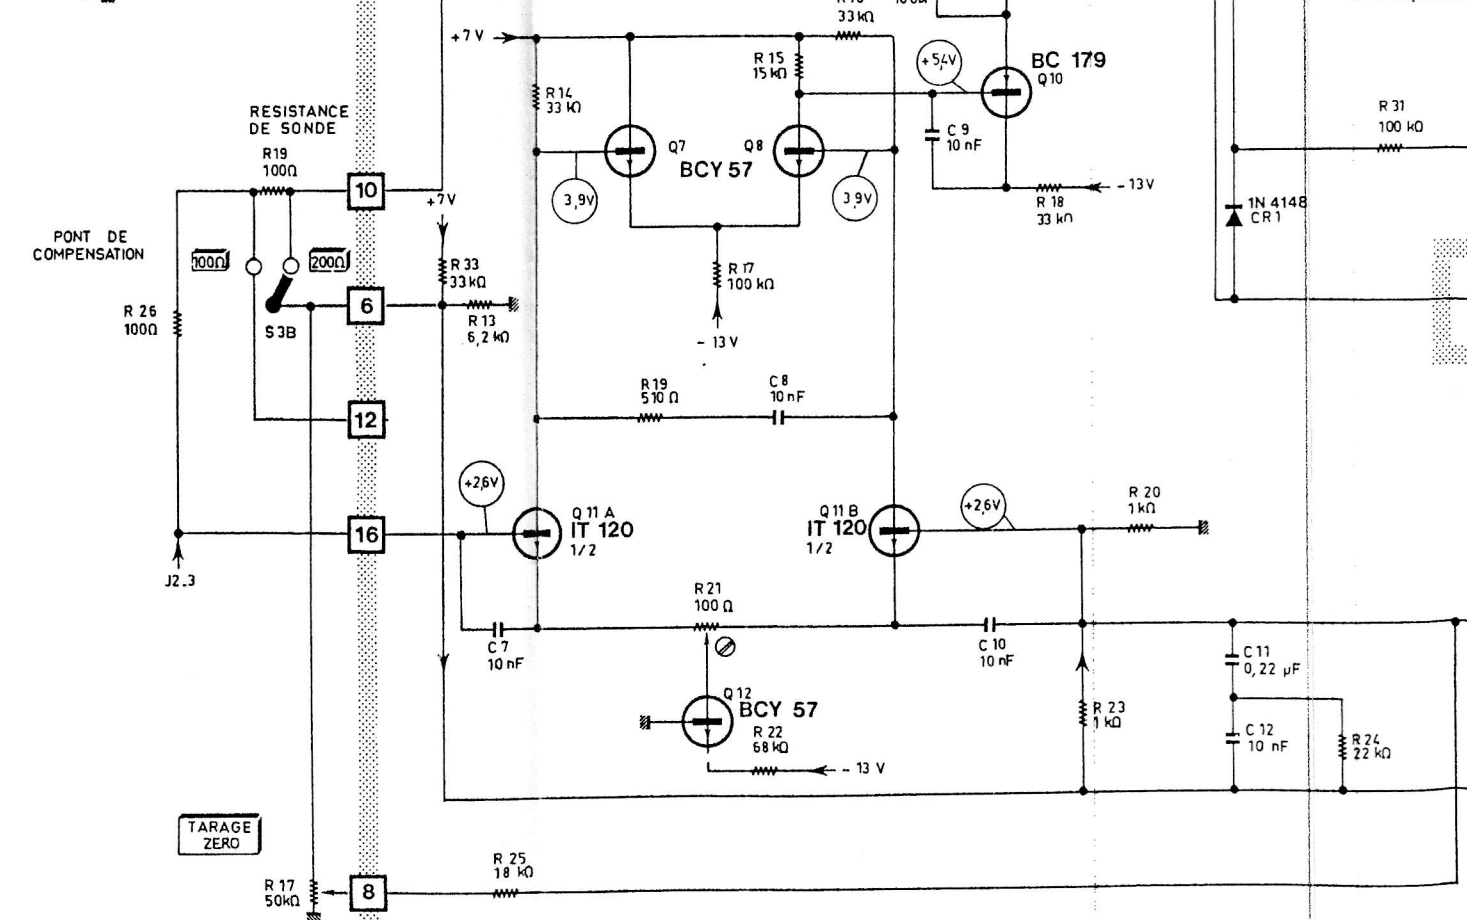 33 kΩ
+7 V
R 15
15 kΩ
+5,4V
BC 179
Q10
R14
33 kΩ
RESISTANCE
DE SONDE
R 31
100 kΩ
R19
100Ω
Q7
Q8
BCY 57
C 9
10 nF
10
+7V
3,9V
3,9V
- 13V
R 18
33 kΩ
1N 4148
CR1
PONT DE
COMPENSATION
100Ω
200Ω
R 33
33 kΩ
R 17
100 kΩ
R 26
100Ω
6
S3B
R 13
6,2 kΩ
- 13 V
R19
510 Ω
C 8
10 nF
12
+2,6V
Q 11 A
IT 120
1/2
Q 11 B
IT 120
1/2
+2,6V
R 20
1 kΩ
16
J2_3
R 21
100 Ω
C 7
10 nF
C 10
10 nF
C 11
0,22 µF
Q 12
BCY 57
R 22
68 kΩ
R 23
1 kΩ
C 12
10 nF
R 24
22 kΩ
- 13 V
TARAGE
ZERO
R 25
18 kΩ
R 17
50kΩ
8